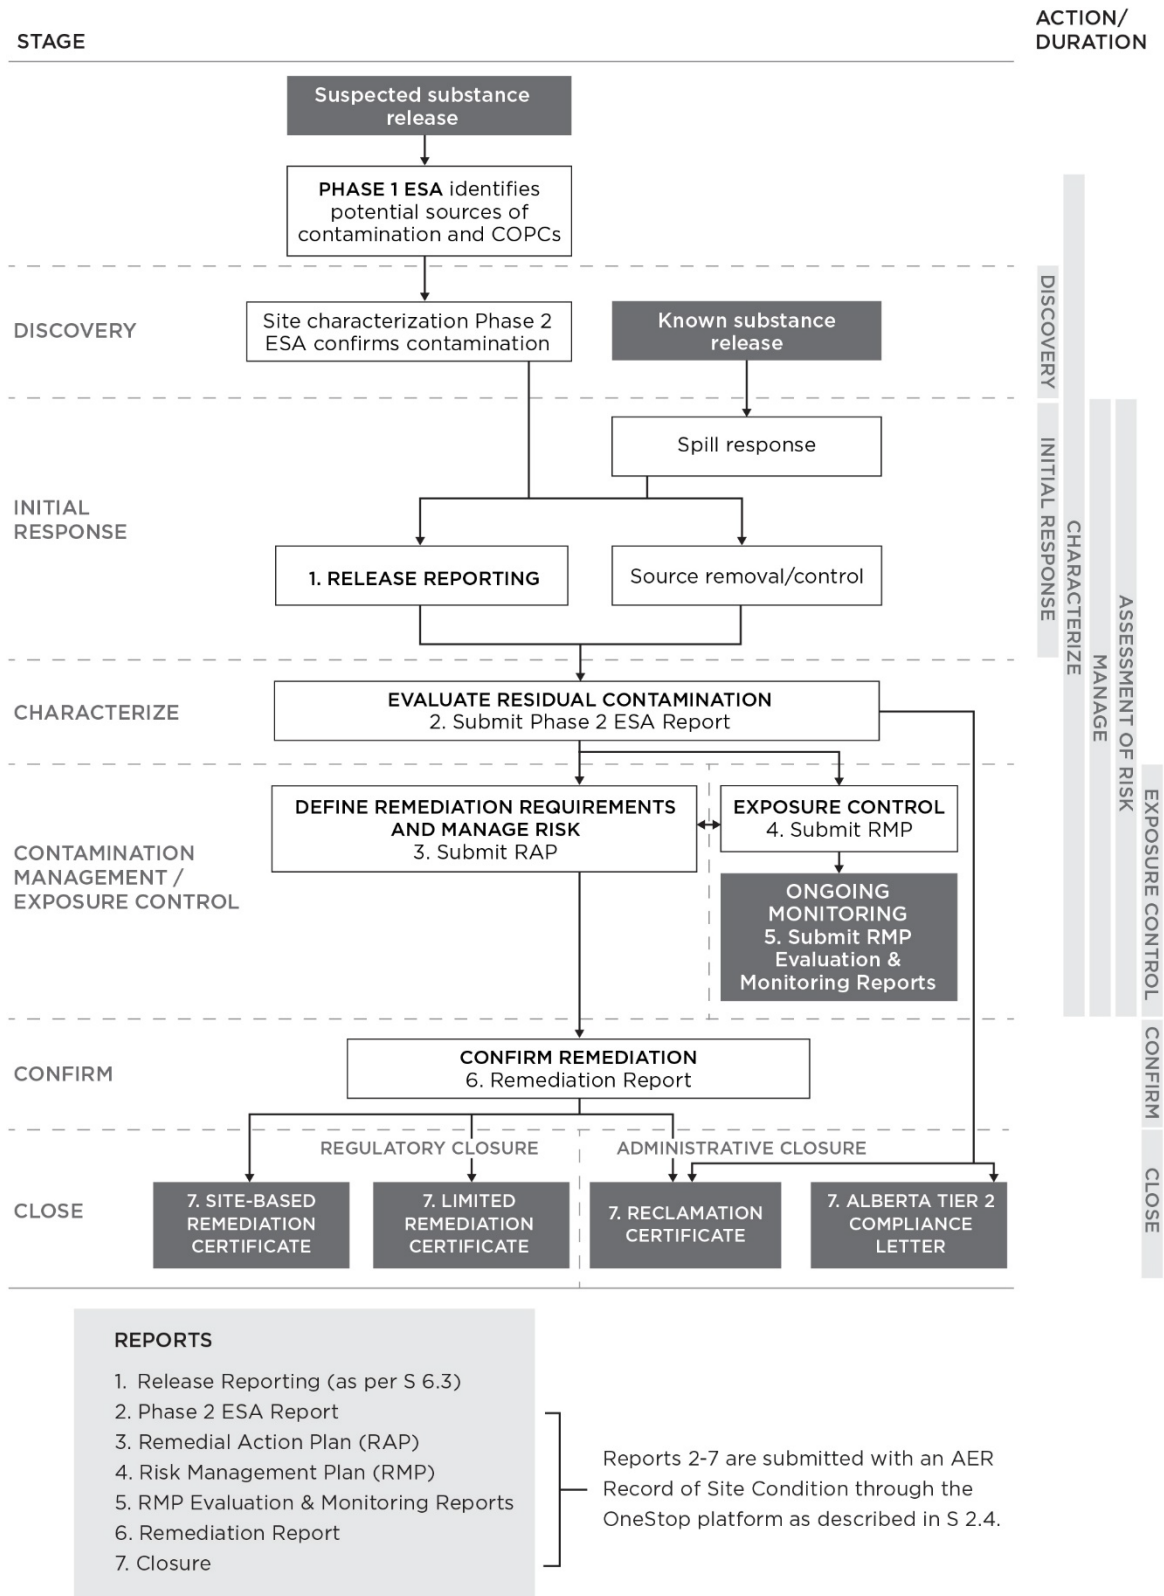 STAGE
ACTION/
DURATION
Suspected substance
release
PHASE 1 ESA identifies
potential sources of
contamination and COPCs
DISCOVERY
Site characterization Phase 2
ESA confirms contamination
Known substance
release
INITIAL
RESPONSE
Spill response
1. RELEASE REPORTING
Source removal/control
CHARACTERIZE
EVALUATE RESIDUAL CONTAMINATION
2. Submit Phase 2 ESA Report
CONTAMINATION
MANAGEMENT /
EXPOSURE CONTROL
DEFINE REMEDIATION REQUIREMENTS
AND MANAGE RISK
3. Submit RAP
EXPOSURE CONTROL
4. Submit RMP
ONGOING
MONITORING
5. Submit RMP
Evaluation &
Monitoring Reports
CONFIRM
CONFIRM REMEDIATION
6. Remediation Report
REGULATORY CLOSURE
ADMINISTRATIVE CLOSURE
CLOSE
7. SITE-BASED
REMEDIATION
CERTIFICATE
7. LIMITED
REMEDIATION
CERTIFICATE
7. RECLAMATION
CERTIFICATE
7. ALBERTA TIER 2
COMPLIANCE
LETTER
DISCOVERY
INITIAL RESPONSE
CHARACTERIZE
MANAGE
ASSESSMENT OF RISK
EXPOSURE CONTROL
CONFIRM
CLOSE
REPORTS
1. Release Reporting (as per S 6.3)
2. Phase 2 ESA Report
3. Remedial Action Plan (RAP)
4. Risk Management Plan (RMP)
5. RMP Evaluation & Monitoring Reports
6. Remediation Report
7. Closure
Reports 2-7 are submitted with an AER
Record of Site Condition through the
OneStop platform as described in S 2.4.